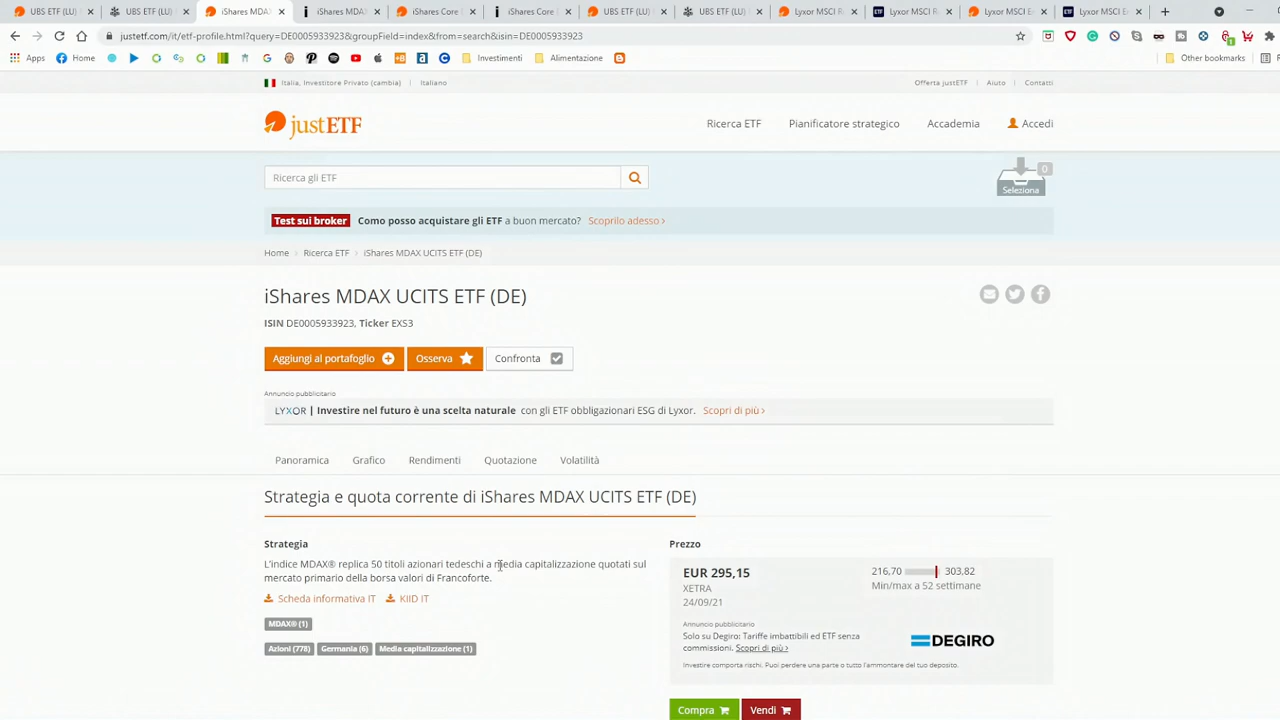 UBS ETF (LU)
UBS ETF (LU)
iShares MDAX
iShares MDAX
iShares Core
iShares Core
UBS ETF (LU)
UBS ETF (LU)
Lyxor MSCI
Lyxor MSCI
Lyxor MSCI
Lyxor MSCI
justetf.com/it/etf-profile.html?query=DE0005933923&groupField=index&from=search&isin=DE0005933923
Apps Home Investimenti Alimentazione Other bookmarks
Italia, Investitore Privato (cambia) Italiano Offerta justETF Aiuto Contatti
justETF Ricerca ETF Pianificatore strategico Accademia Accedi
Ricerca gli ETF 0
Seleziona
Test sui broker Como posso acquistare gli ETF a buon mercato? Scoprilo adesso ›
Home › Ricerca ETF › iShares MDAX UCITS ETF (DE)
iShares MDAX UCITS ETF (DE)
ISIN DE0005933923, Ticker EXS3
Aggiungi al portafoglio Osserva Confronta
Annuncio pubblicitario
LYXOR | Investire nel futuro è una scelta naturale con gli ETF obbligazionari ESG di Lyxor. Scopri di più ›
Panoramica Grafico Rendimenti Quotazione Volatilità
Strategia e quota corrente di iShares MDAX UCITS ETF (DE)
Strategia
L'indice MDAX® replica 50 titoli azionari tedeschi a media capitalizzazione quotati sul
mercato primario della borsa valori di Francoforte.
Scheda informativa IT KIID IT
MDAX® (1)
Azioni (778) Germania (6) Media capitalizzazione (1)
Prezzo
EUR 295,15
XETRA
24/09/21
216,70 303,82
Min/max a 52 settimane
Annuncio pubblicitario
Solo su Degiro: Tariffe imbattibili ed ETF senza
commissioni. Scopri di più ›
DEGIRO
Investire comporta rischi. Puoi perdere una parte o tutto l'ammontare del tuo deposito.
Compra Vendi